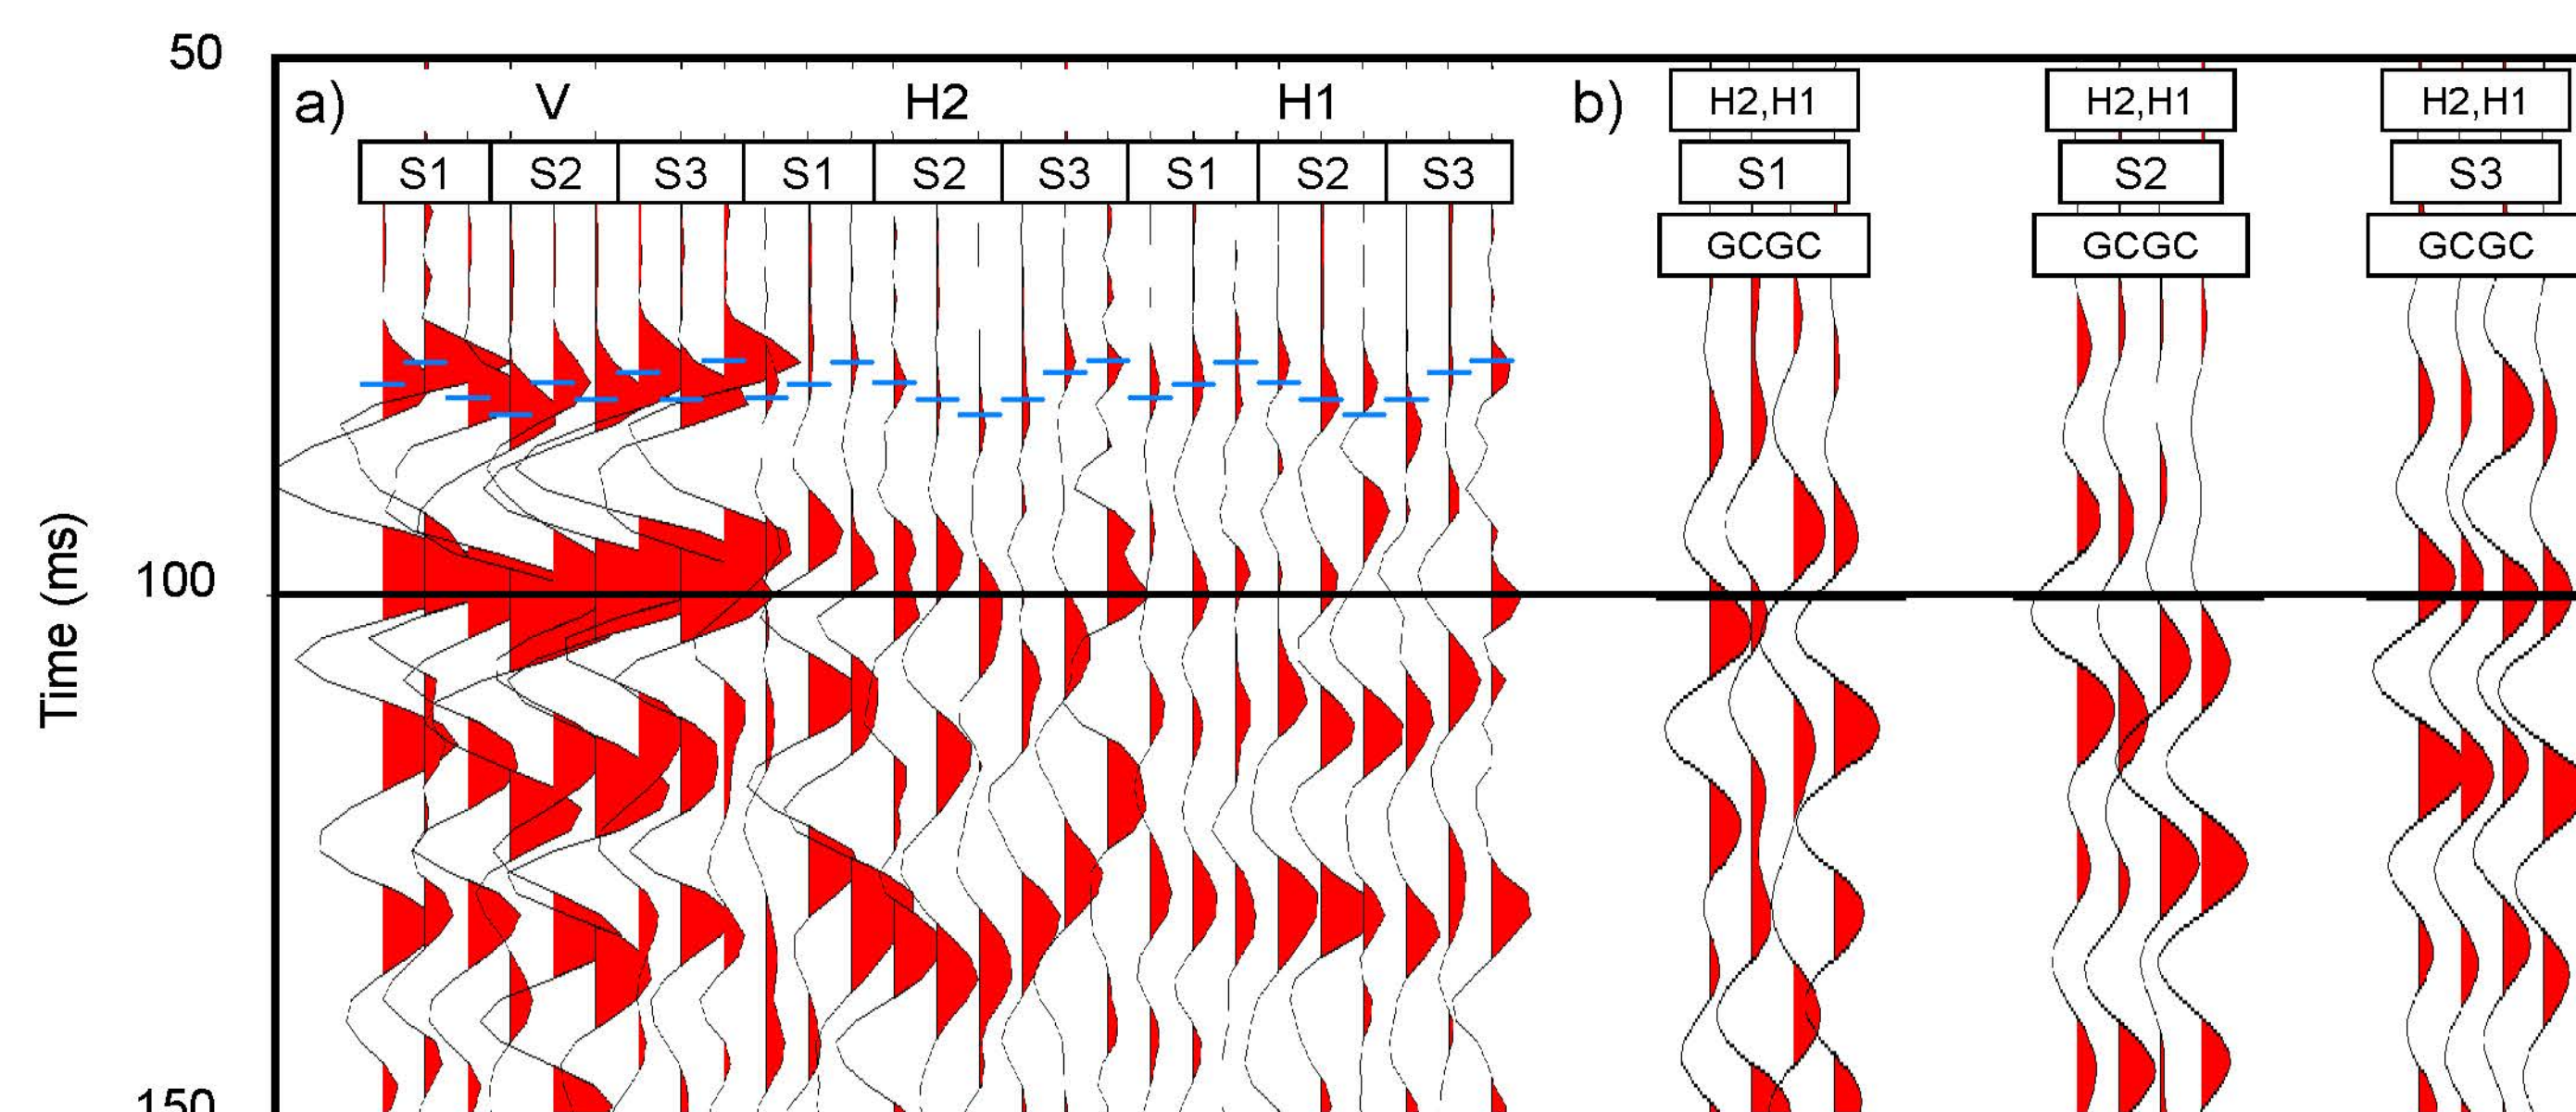 50
a) V H2 H1 b) H2,H1 H2,H1 H2,H1
S1 S2 S3 S1 S2 S3 S1 S2 S3 S1 S2 S3
GCGC GCGC GCGC
100
Time (ms)
150